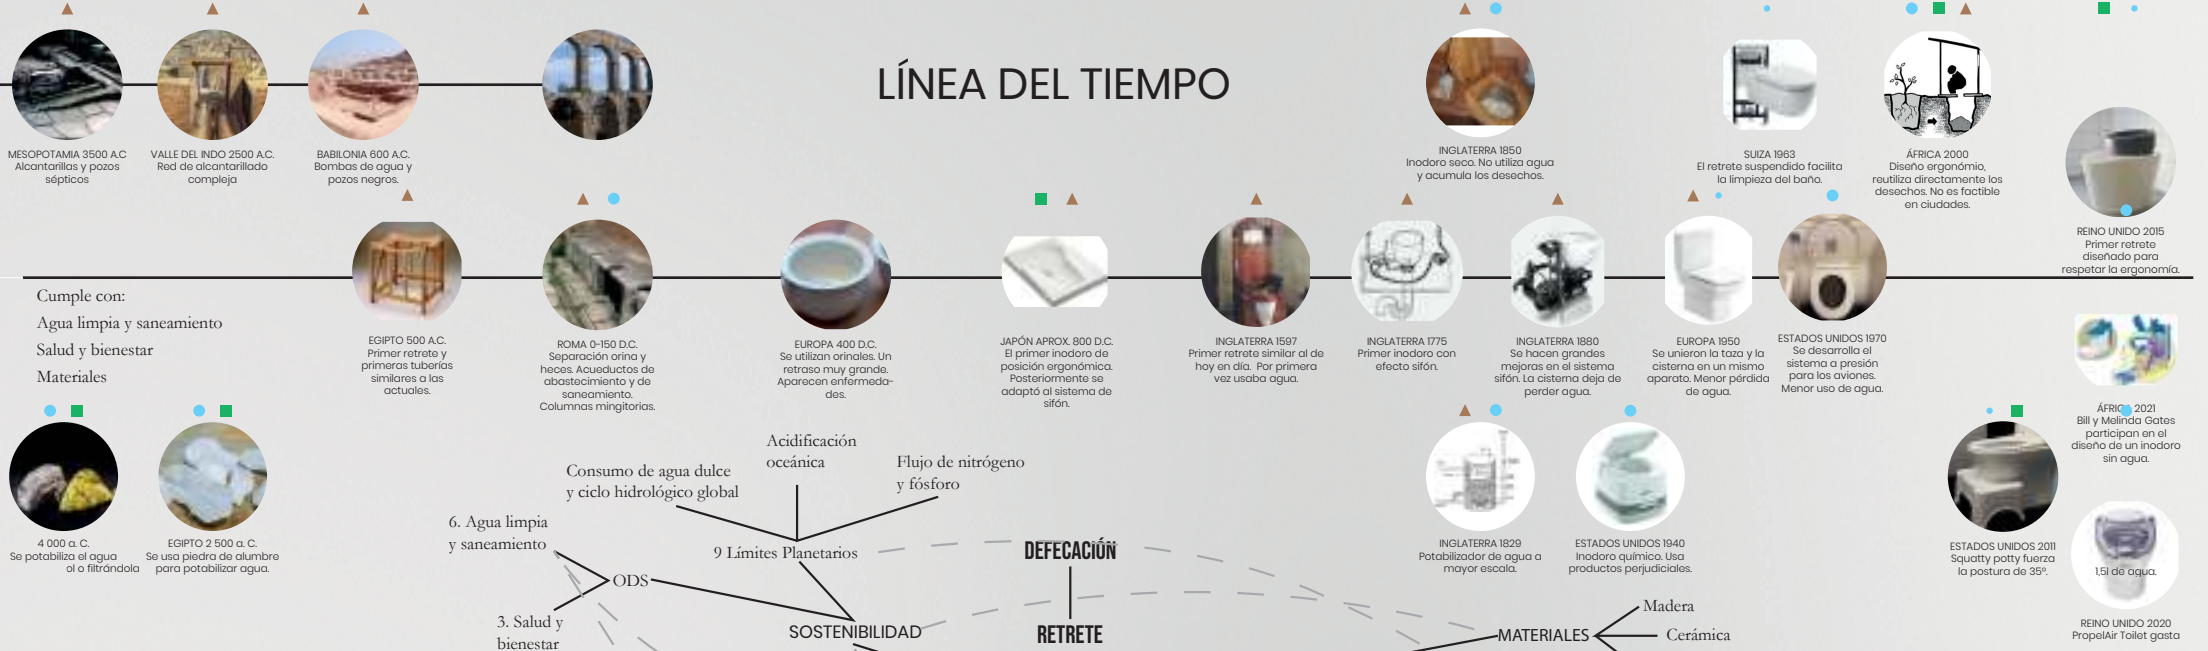 LÍNEA DEL TIEMPO
MESOPOTAMIA 3500 A.C
Alcantarillas y pozos
sépticos
VALLE DEL INDO 2500 A.C.
Red de alcantarillado
compleja
BABILONIA 600 A.C.
Bombas de agua y
pozos negros.
INGLATERRA 1850
Inodoro seco. No utiliza agua
y acumula los desechos.
SUIZA 1963
El retrete suspendido facilita
la limpieza del baño.
ÁFRICA 2000
Diseño ergonómio,
reutiliza directamente los
desechos. No es factible
en ciudades.
REINO UNIDO 2015
Primer retrete
diseñado para
respetar la ergonomía.
Cumple con:
Agua limpia y saneamiento
Salud y bienestar
Materiales
EGIPTO 500 A.C.
Primer retrete y
primeras tuberías
similares a las
actuales.
ROMA 0-150 D.C.
Separación orina y
heces. Acueductos de
abastecimiento y de
saneamiento.
Columnas mingitorias.
EUROPA 400 D.C.
Se utilizan orinales. Un
retraso muy grande.
Aparecen enfermeda-
des.
JAPÓN APROX. 800 D.C.
El primer inodoro de
posición ergonómica.
Posteriormente se
adaptó al sistema de
sifón.
INGLATERRA 1597
Primer retrete similar al de
hoy en día. Por primera
vez usaba agua.
INGLATERRA 1775
Primer inodoro con
efecto sifón.
INGLATERRA 1880
Se hacen grandes
mejoras en el sistema
sifón. La cisterna deja de
perder agua.
EUROPA 1950
Se unieron la taza y la
cisterna en un mismo
aparato. Menor pérdida
de agua.
ESTADOS UNIDOS 1970
Se desarrolla el
sistema a presión
para los aviones.
Menor uso de agua.
ÁFRICA 2021
Bill y Melinda Gates
participan en el
diseño de un inodoro
sin agua.
4 000 a. C.
Se potabiliza el agua
ol o filtrándola
EGIPTO 2 500 a. C.
Se usa piedra de alumbre
para potabilizar agua.
INGLATERRA 1829
Potabilizador de agua a
mayor escala.
ESTADOS UNIDOS 1940
Inodoro químico. Usa
productos perjudiciales.
ESTADOS UNIDOS 2011
Squatty potty fuerza
la postura de 35º.
1,5l de agua.
REINO UNIDO 2020
PropelAir Toilet gasta
Acidificación
oceánica
Consumo de agua dulce
y ciclo hidrológico global
Flujo de nitrógeno
y fósforo
6. Agua limpia
y saneamiento
9 Límites Planetarios
ODS
3. Salud y
bienestar
SOSTENIBILIDAD
DEFECACIÓN
RETRETE
MATERIALES
Madera
Cerámica